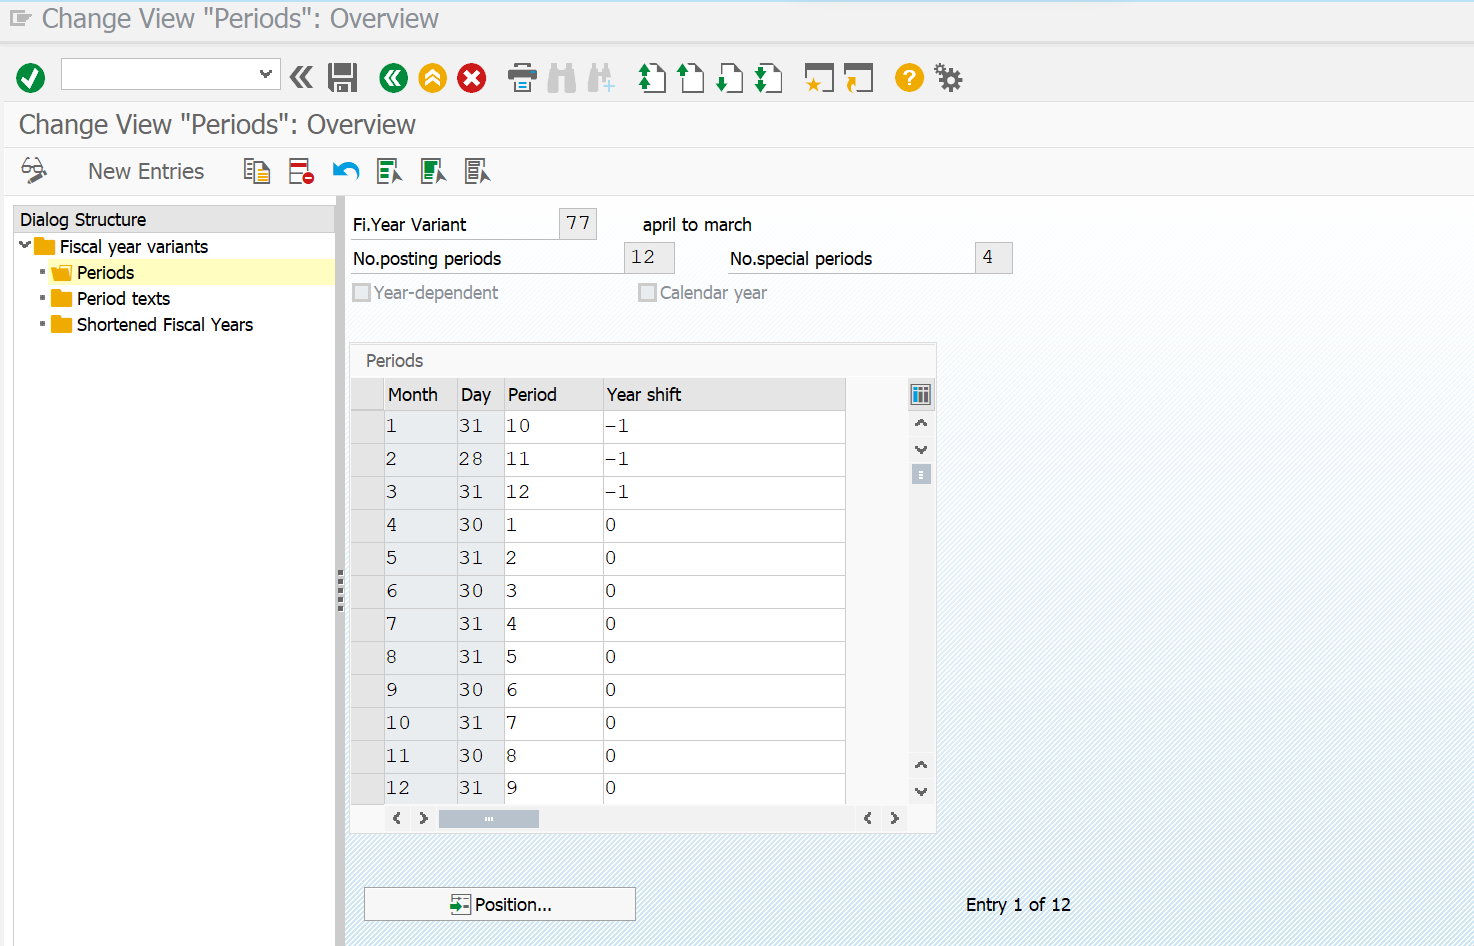 Change View "Periods": Overview
Change View "Periods": Overview
New Entries
Dialog Structure
Fiscal year variants
Periods
Period texts
Shortened Fiscal Years
Fi.Year Variant 77 april to march
No.posting periods 12 No.special periods 4
Year-dependent Calendar year
Periods
Month Day Period Year shift
1 31 10 -1
2 28 11 -1
3 31 12 -1
4 30 1 0
5 31 2 0
6 30 3 0
7 31 4 0
8 31 5 0
9 30 6 0
10 31 7 0
11 30 8 0
12 31 9 0
Position... Entry 1 of 12